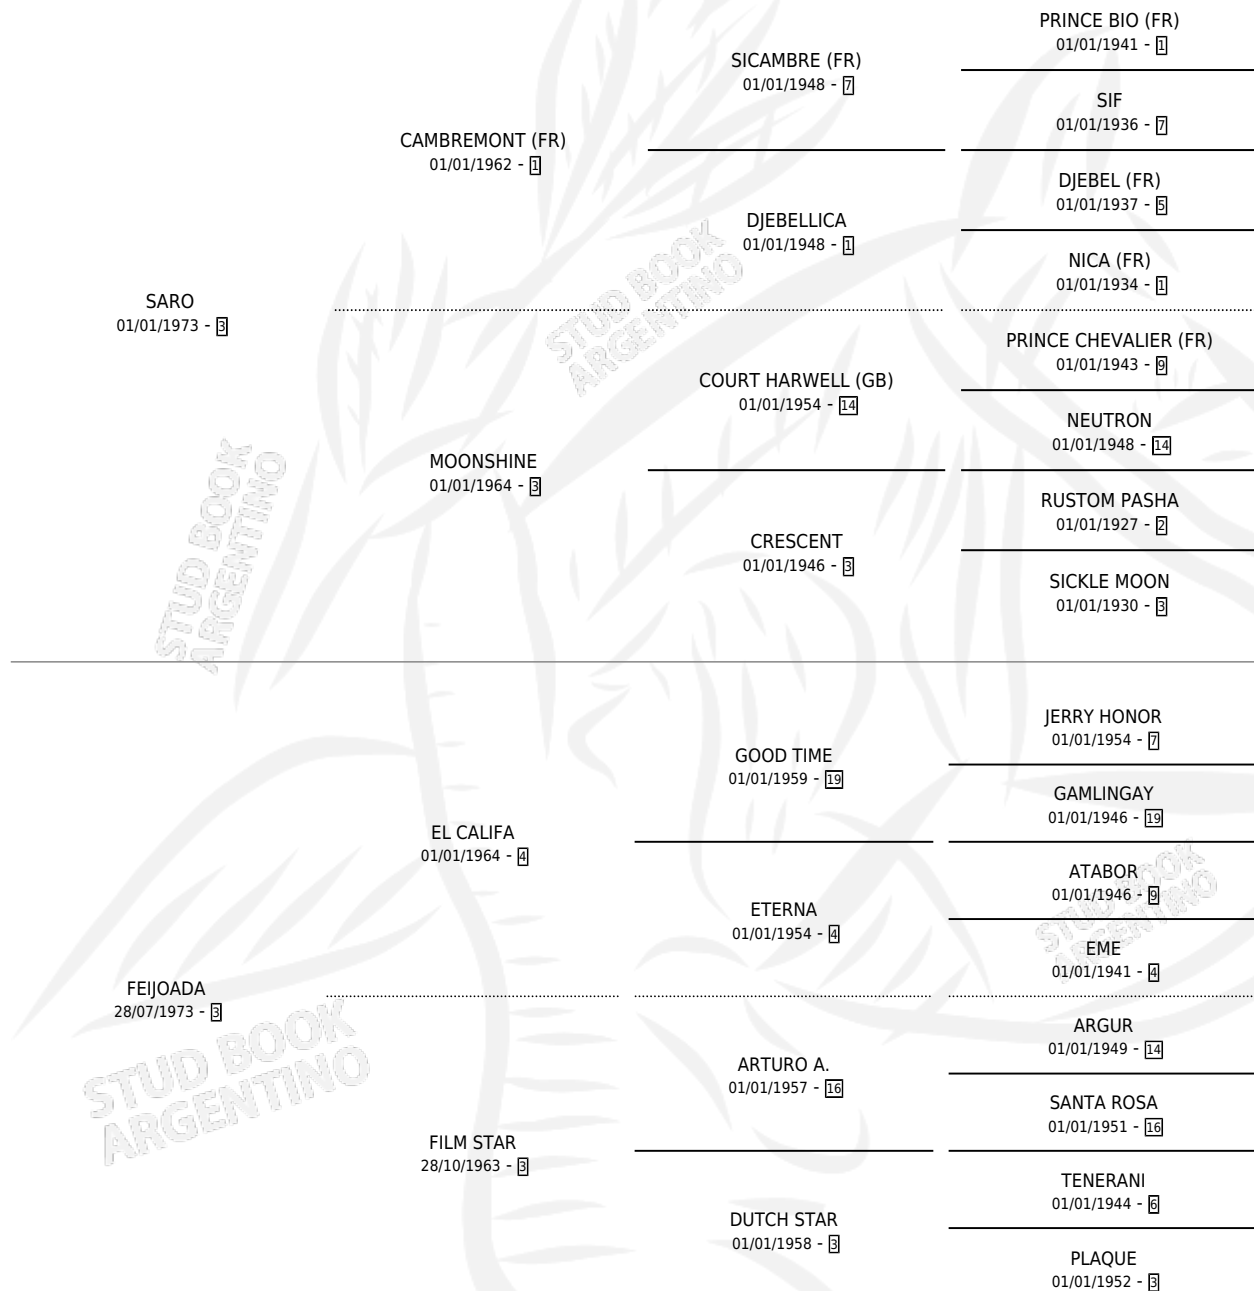 PRINCE BIO (FR)
01/01/1941 - 1
SICAMBRE (FR)
01/01/1948 - 7
SIF
01/01/1936 - 7
CAMBREMONT (FR)
01/01/1962 - 1
DJEBEL (FR)
01/01/1937 - 5
DJEBELLICA
01/01/1948 - 1
NICA (FR)
01/01/1934 - 1
SARO
01/01/1973 - 3
PRINCE CHEVALIER (FR)
01/01/1943 - 9
COURT HARWELL (GB)
01/01/1954 - 14
NEUTRON
01/01/1948 - 14
MOONSHINE
01/01/1964 - 3
RUSTOM PASHA
01/01/1927 - 2
CRESCENT
01/01/1946 - 3
SICKLE MOON
01/01/1930 - 3
JERRY HONOR
01/01/1954 - 7
GOOD TIME
01/01/1959 - 19
GAMLINGAY
01/01/1946 - 19
EL CALIFA
01/01/1964 - 4
ATABOR
01/01/1946 - 9
ETERNA
01/01/1954 - 4
EME
01/01/1941 - 4
FEIJOADA
28/07/1973 - 3
ARGUR
01/01/1949 - 14
ARTURO A.
01/01/1957 - 16
SANTA ROSA
01/01/1951 - 16
FILM STAR
28/10/1963 - 3
TENERANI
01/01/1944 - 6
DUTCH STAR
01/01/1958 - 3
PLAQUE
01/01/1952 - 3
STUD BOOK
ARGENTINO
STUD BOOK
ARGENTINO
STUD BOOK
ARGENTINO
STUD BOOK
ARGENTINO